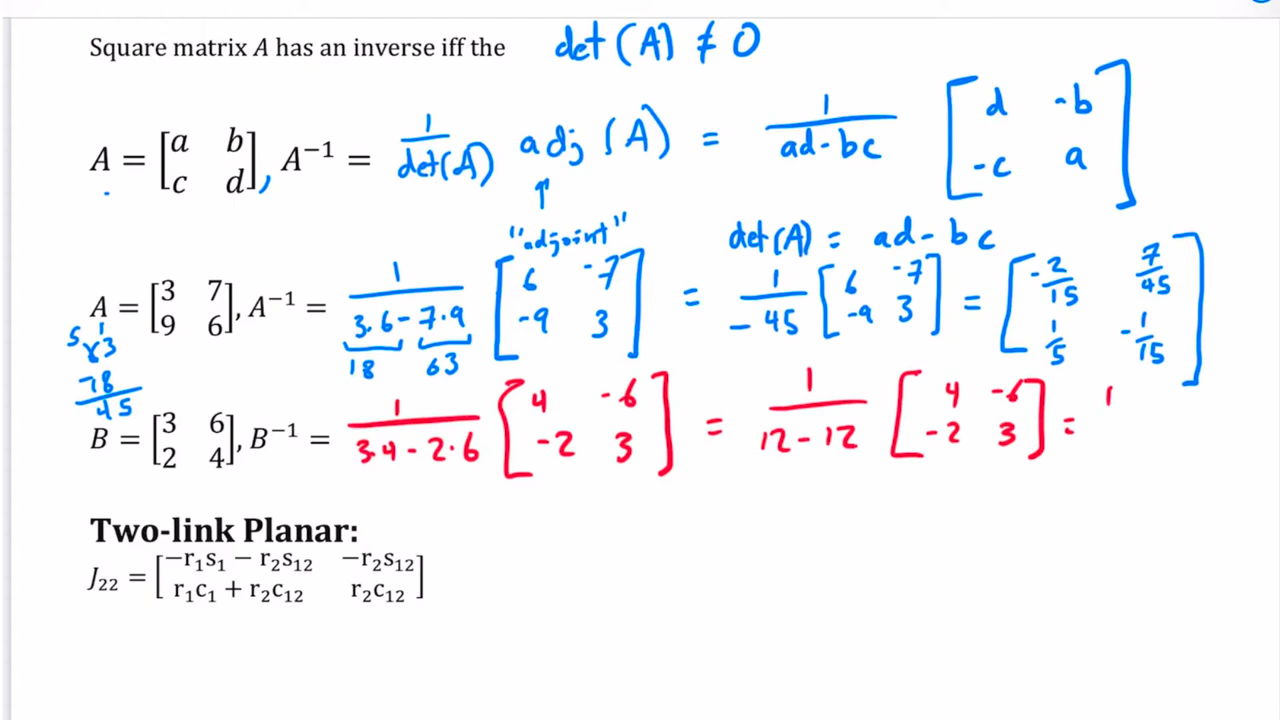 Square matrix A has an inverse iff the det(A) ≠ 0
A = [a b; c d], A⁻¹ = 1/det(A) adj(A) = 1/(ad-bc) [d -b; -c a]
↑
"adjoint" det(A) = ad - bc
A = [3 7; 9 6], A⁻¹ = 1/(3·6 - 7·9) [6 -7; -9 3] = 1/-45 [6 -7; -9 3] = [-2/15 7/45; 1/5 -1/15]
18 63
B = [3 6; 2 4], B⁻¹ = 1/(3·4 - 2·6) [4 -6; -2 3] = 1/(12-12) [4 -6; -2 3] =
Two-link Planar:
J₂₂ = [-r₁s₁ - r₂s₁₂ -r₂s₁₂; r₁c₁ + r₂c₁₂ r₂c₁₂]